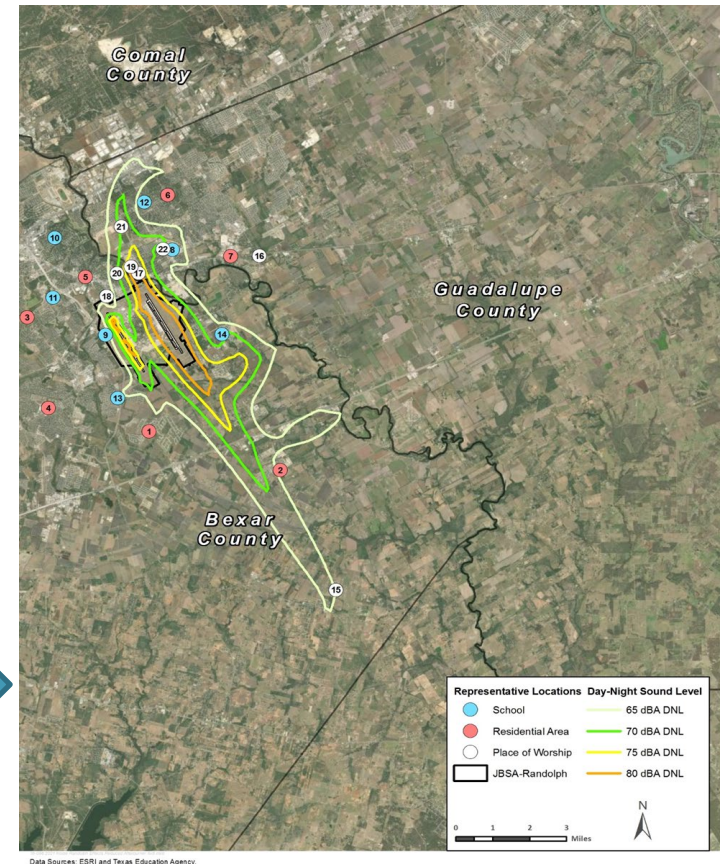 Comal
County
12
6
21
10
22
8
7
16
19
17
20
5
18
11
Guadalupe
County
3
9
14
13
4
1
2
Bexar
County
15
Representative Locations Day-Night Sound Level
School 65 dBA DNL
Residential Area 70 dBA DNL
Place of Worship 75 dBA DNL
JBSA-Randolph 80 dBA DNL
N
0 1 2 3 Miles
Data Sources: ESRI and Texas Education Agency.